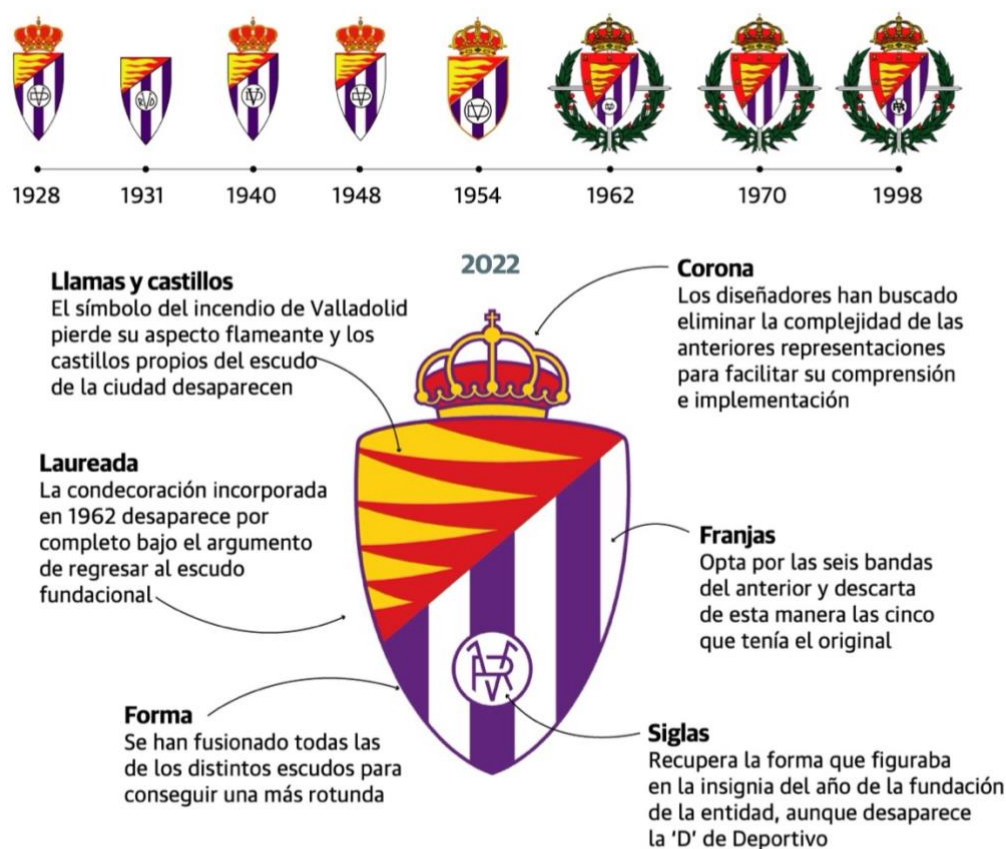 1928 1931 1940 1948 1954 1962 1970 1998
2022
Llamas y castillos
El símbolo del incendio de Valladolid
pierde su aspecto flameante y los
castillos propios del escudo
de la ciudad desaparecen
Corona
Los diseñadores han buscado
eliminar la complejidad de las
anteriores representaciones
para facilitar su comprensión
e implementación
Laureada
La condecoración incorporada
en 1962 desaparece por
completo bajo el argumento
de regresar al escudo
fundacional
Franjas
Opta por las seis bandas
del anterior y descarta
de esta manera las cinco
que tenía el original
Forma
Se han fusionado todas las
de los distintos escudos para
conseguir una más rotunda
Siglas
Recupera la forma que figuraba
en la insignia del año de la fundación
de la entidad, aunque desaparece
la ‘D’ de Deportivo